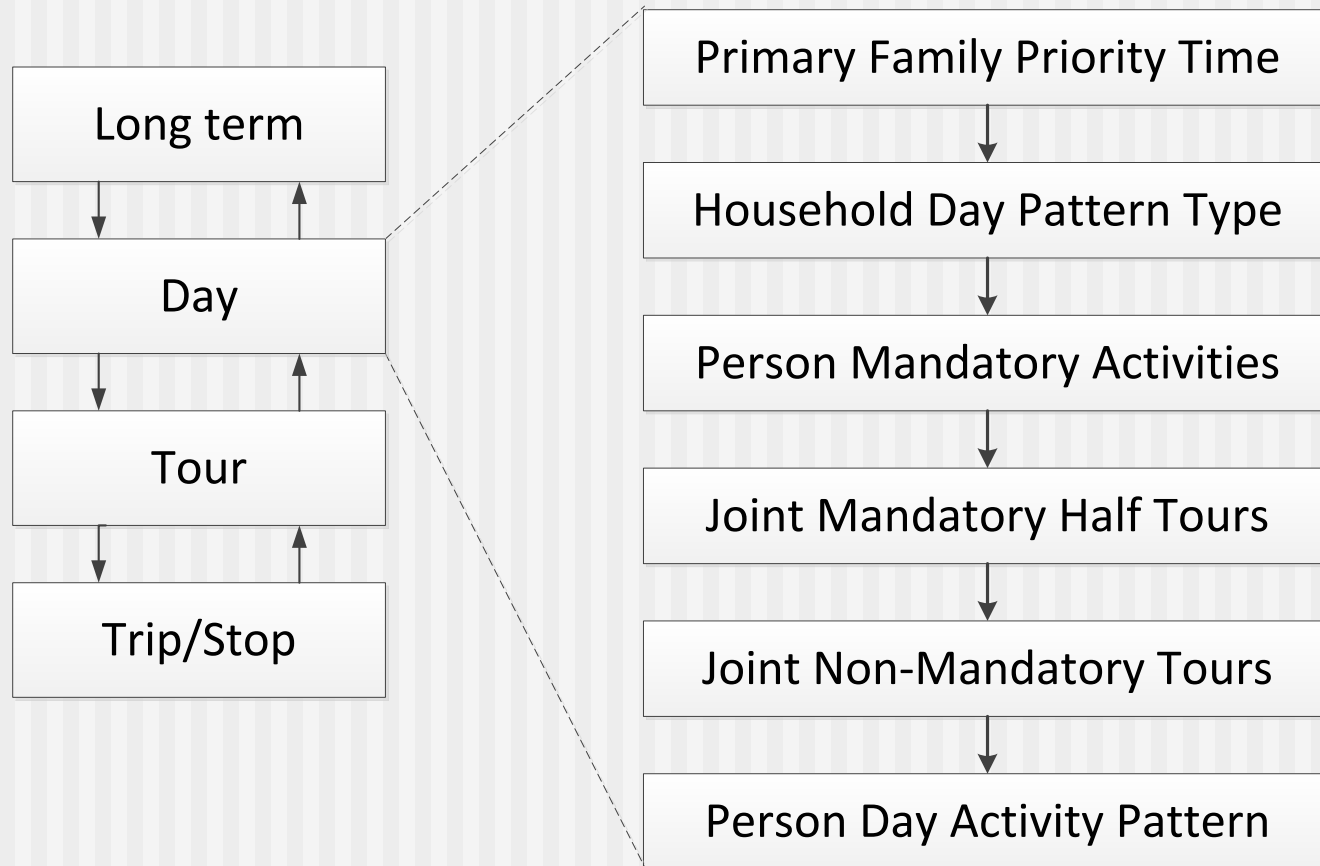 Long term
Day
Tour
Trip/Stop
Primary Family Priority Time
Household Day Pattern Type
Person Mandatory Activities
Joint Mandatory Half Tours
Joint Non-Mandatory Tours
Person Day Activity Pattern